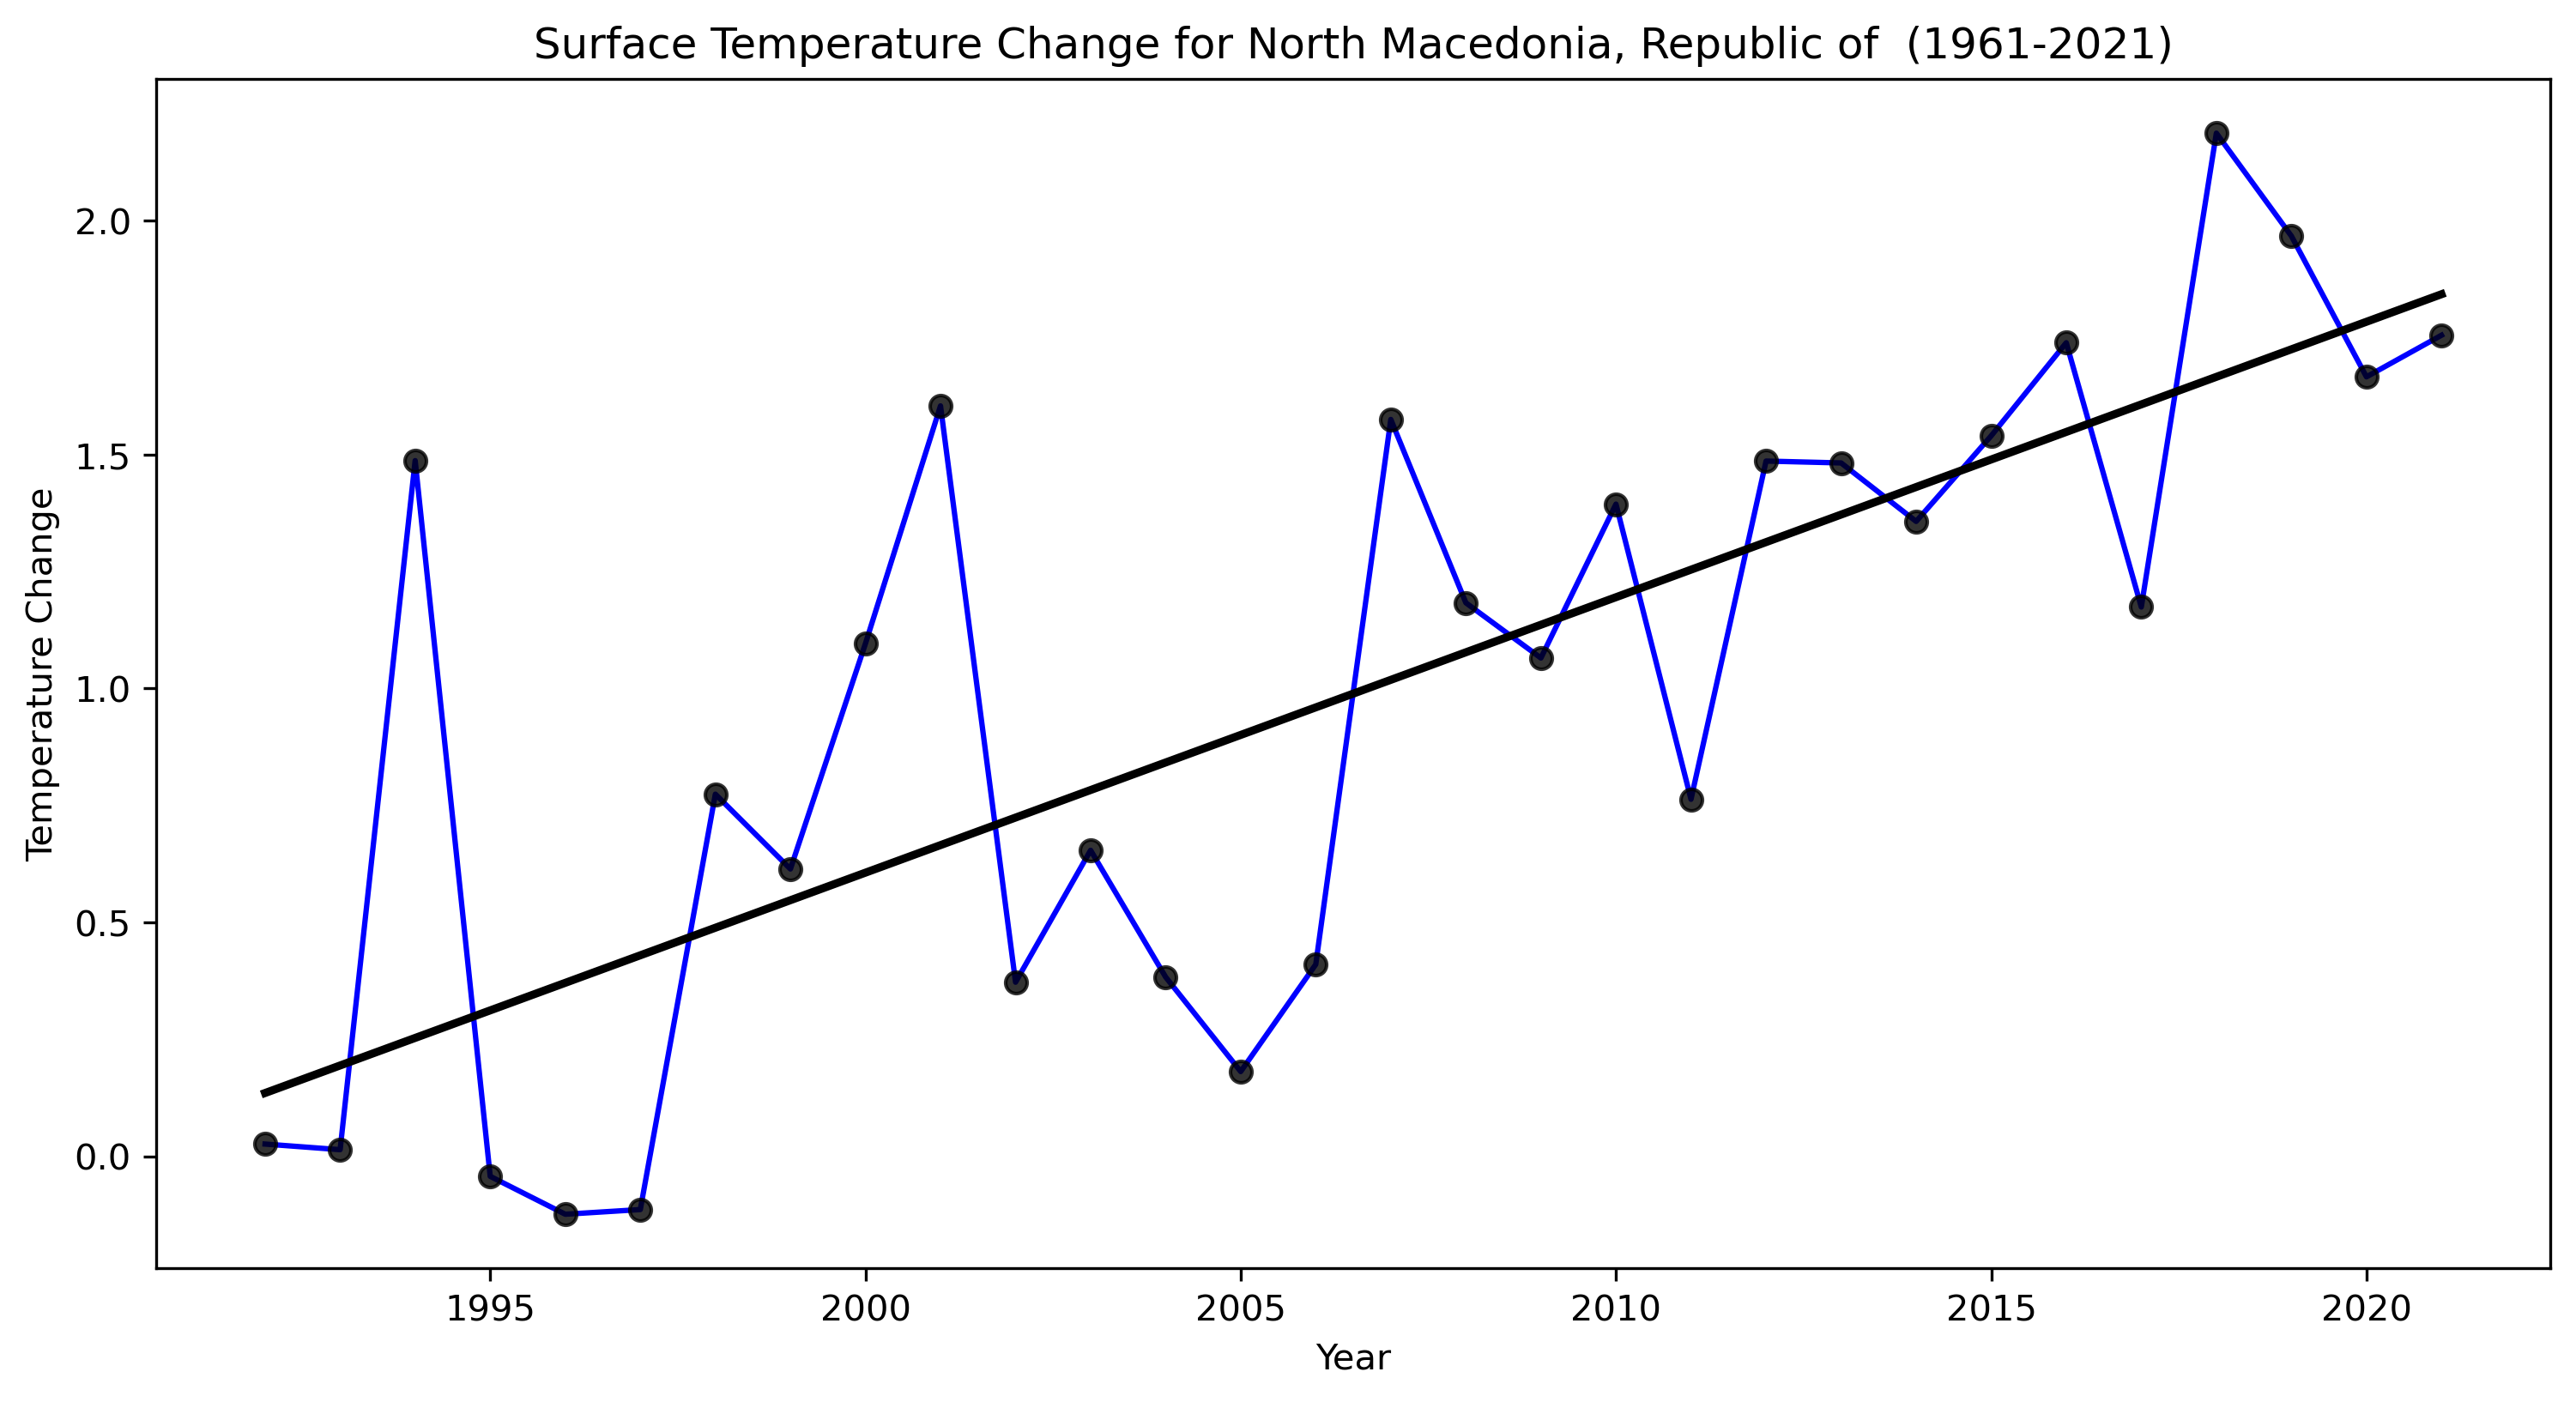 Surface Temperature Change for North Macedonia, Republic of  (1961-2021)
Temperature Change
2.0
1.5
1.0
0.5
0.0
1995 2000 2005 2010 2015 2020
Year